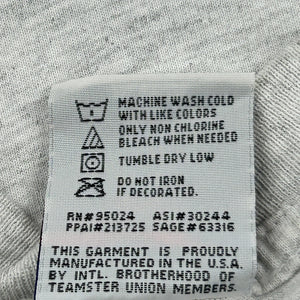 MACHINE WASH COLD
WITH LIKE COLORS
ONLY NON CHLORINE
BLEACH WHEN NEEDED
TUMBLE DRY LOW
DO NOT IRON
IF DECORATED.
RN#95024 ASI#30244
PPAI#213725 SAGE#63316
THIS GARMENT IS PROUDLY
MANUFACTURED IN THE U.S.A.
BY INTL. BROTHERHOOD OF
TEAMSTER UNION MEMBERS.